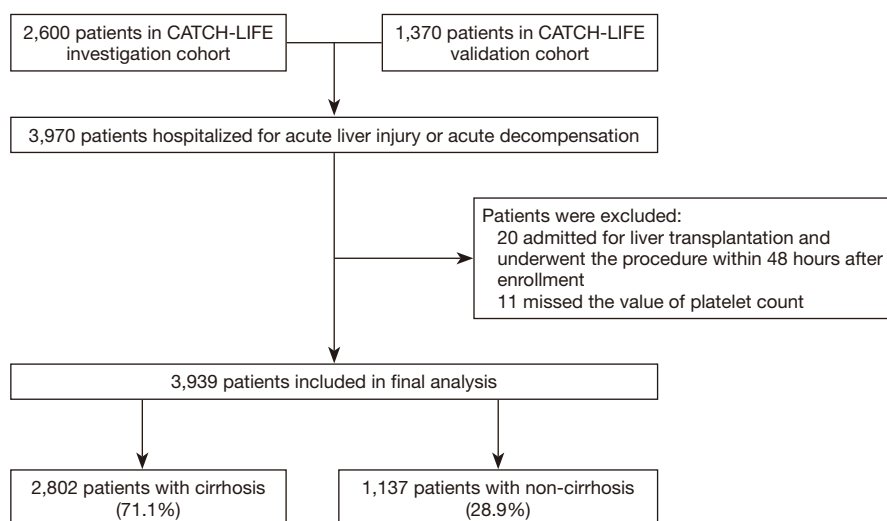 2,600 patients in CATCH-LIFE
investigation cohort
1,370 patients in CATCH-LIFE
validation cohort
3,970 patients hospitalized for acute liver injury or acute decompensation
Patients were excluded:
20 admitted for liver transplantation and
underwent the procedure within 48 hours after
enrollment
11 missed the value of platelet count
3,939 patients included in final analysis
2,802 patients with cirrhosis
(71.1%)
1,137 patients with non-cirrhosis
(28.9%)